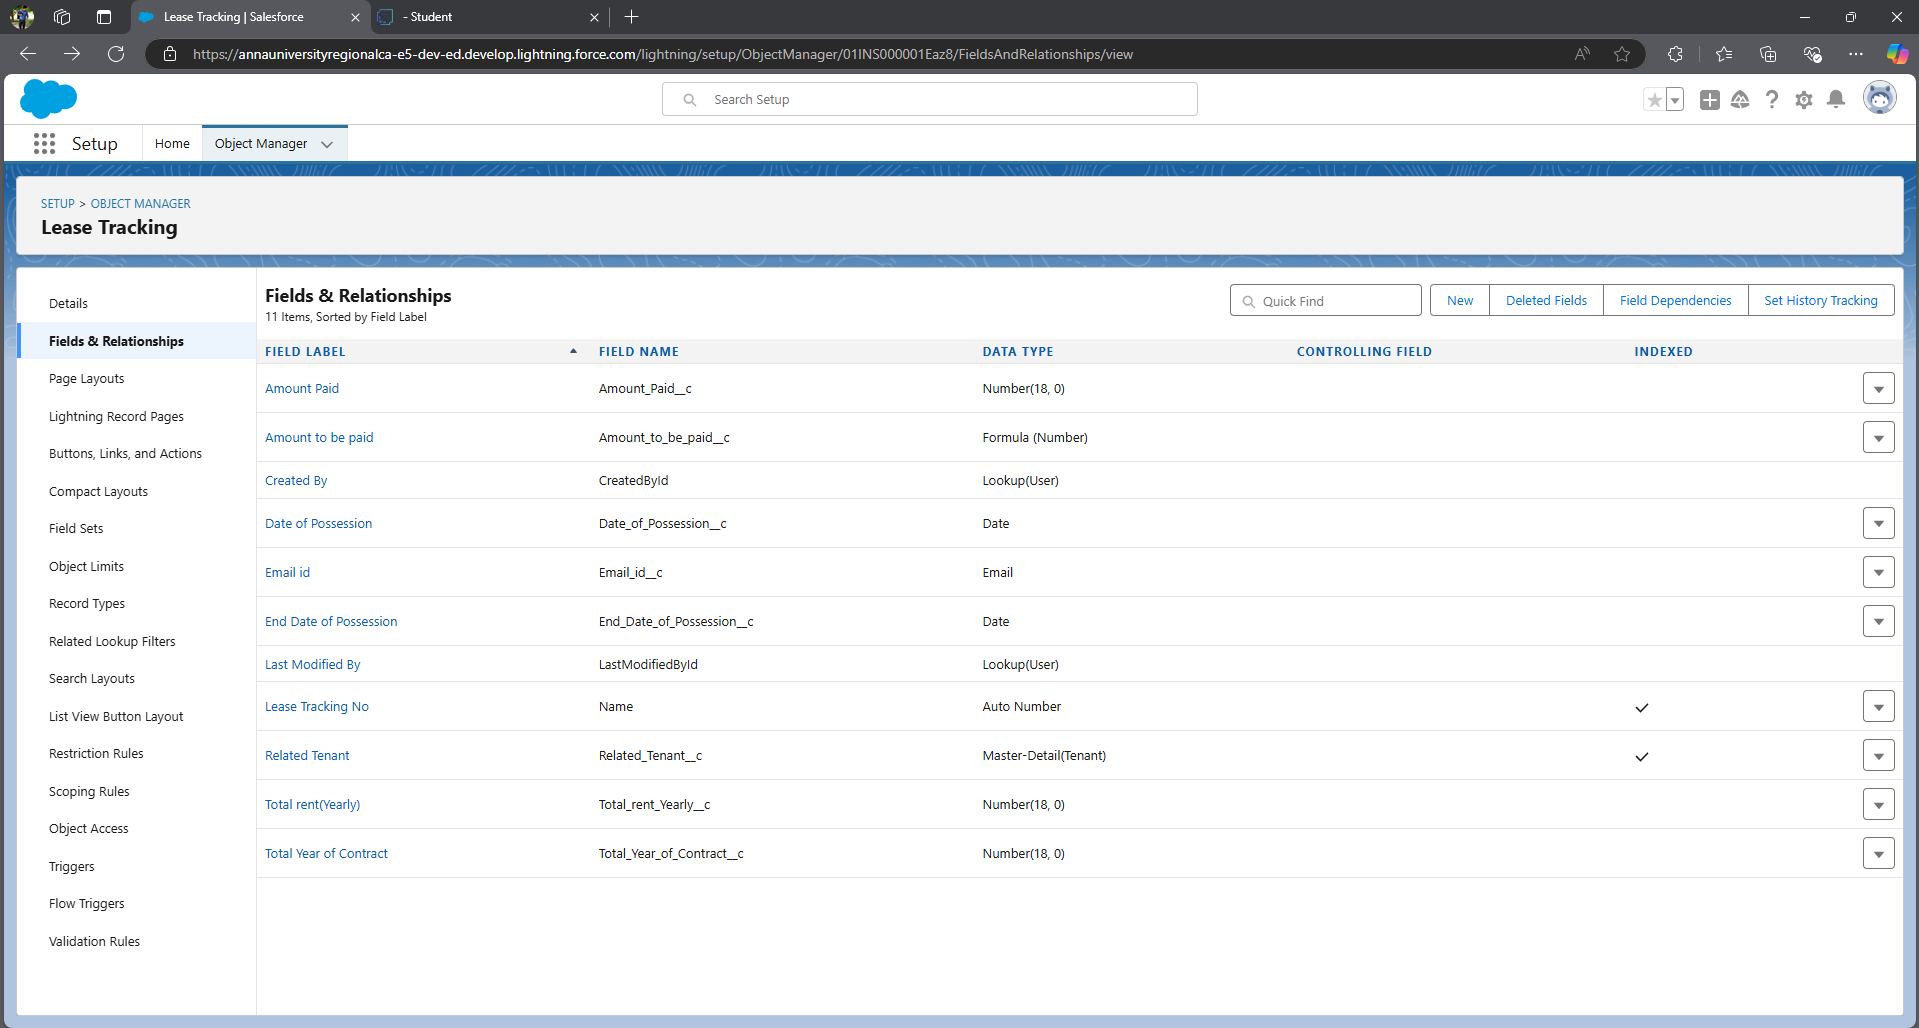 Lease Tracking | Salesforce
- Student
https://annauniversityregionalca-e5-dev-ed.develop.lightning.force.com/lightning/setup/ObjectManager/01INS000001Eaz8/FieldsAndRelationships/view
Search Setup
Setup
Home
Object Manager
SETUP > OBJECT MANAGER
Lease Tracking
Details
Fields & Relationships
Page Layouts
Lightning Record Pages
Buttons, Links, and Actions
Compact Layouts
Field Sets
Object Limits
Record Types
Related Lookup Filters
Search Layouts
List View Button Layout
Restriction Rules
Scoping Rules
Object Access
Triggers
Flow Triggers
Validation Rules
Fields & Relationships
11 Items, Sorted by Field Label
Quick Find
New
Deleted Fields
Field Dependencies
Set History Tracking
FIELD LABEL FIELD NAME DATA TYPE CONTROLLING FIELD INDEXED
Amount Paid Amount_Paid__c Number(18, 0)
Amount to be paid Amount_to_be_paid__c Formula (Number)
Created By CreatedById Lookup(User)
Date of Possession Date_of_Possession__c Date
Email id Email_id__c Email
End Date of Possession End_Date_of_Possession__c Date
Last Modified By LastModifiedById Lookup(User)
Lease Tracking No Name Auto Number
Related Tenant Related_Tenant__c Master-Detail(Tenant)
Total rent(Yearly) Total_rent_Yearly__c Number(18, 0)
Total Year of Contract Total_Year_of_Contract__c Number(18, 0)